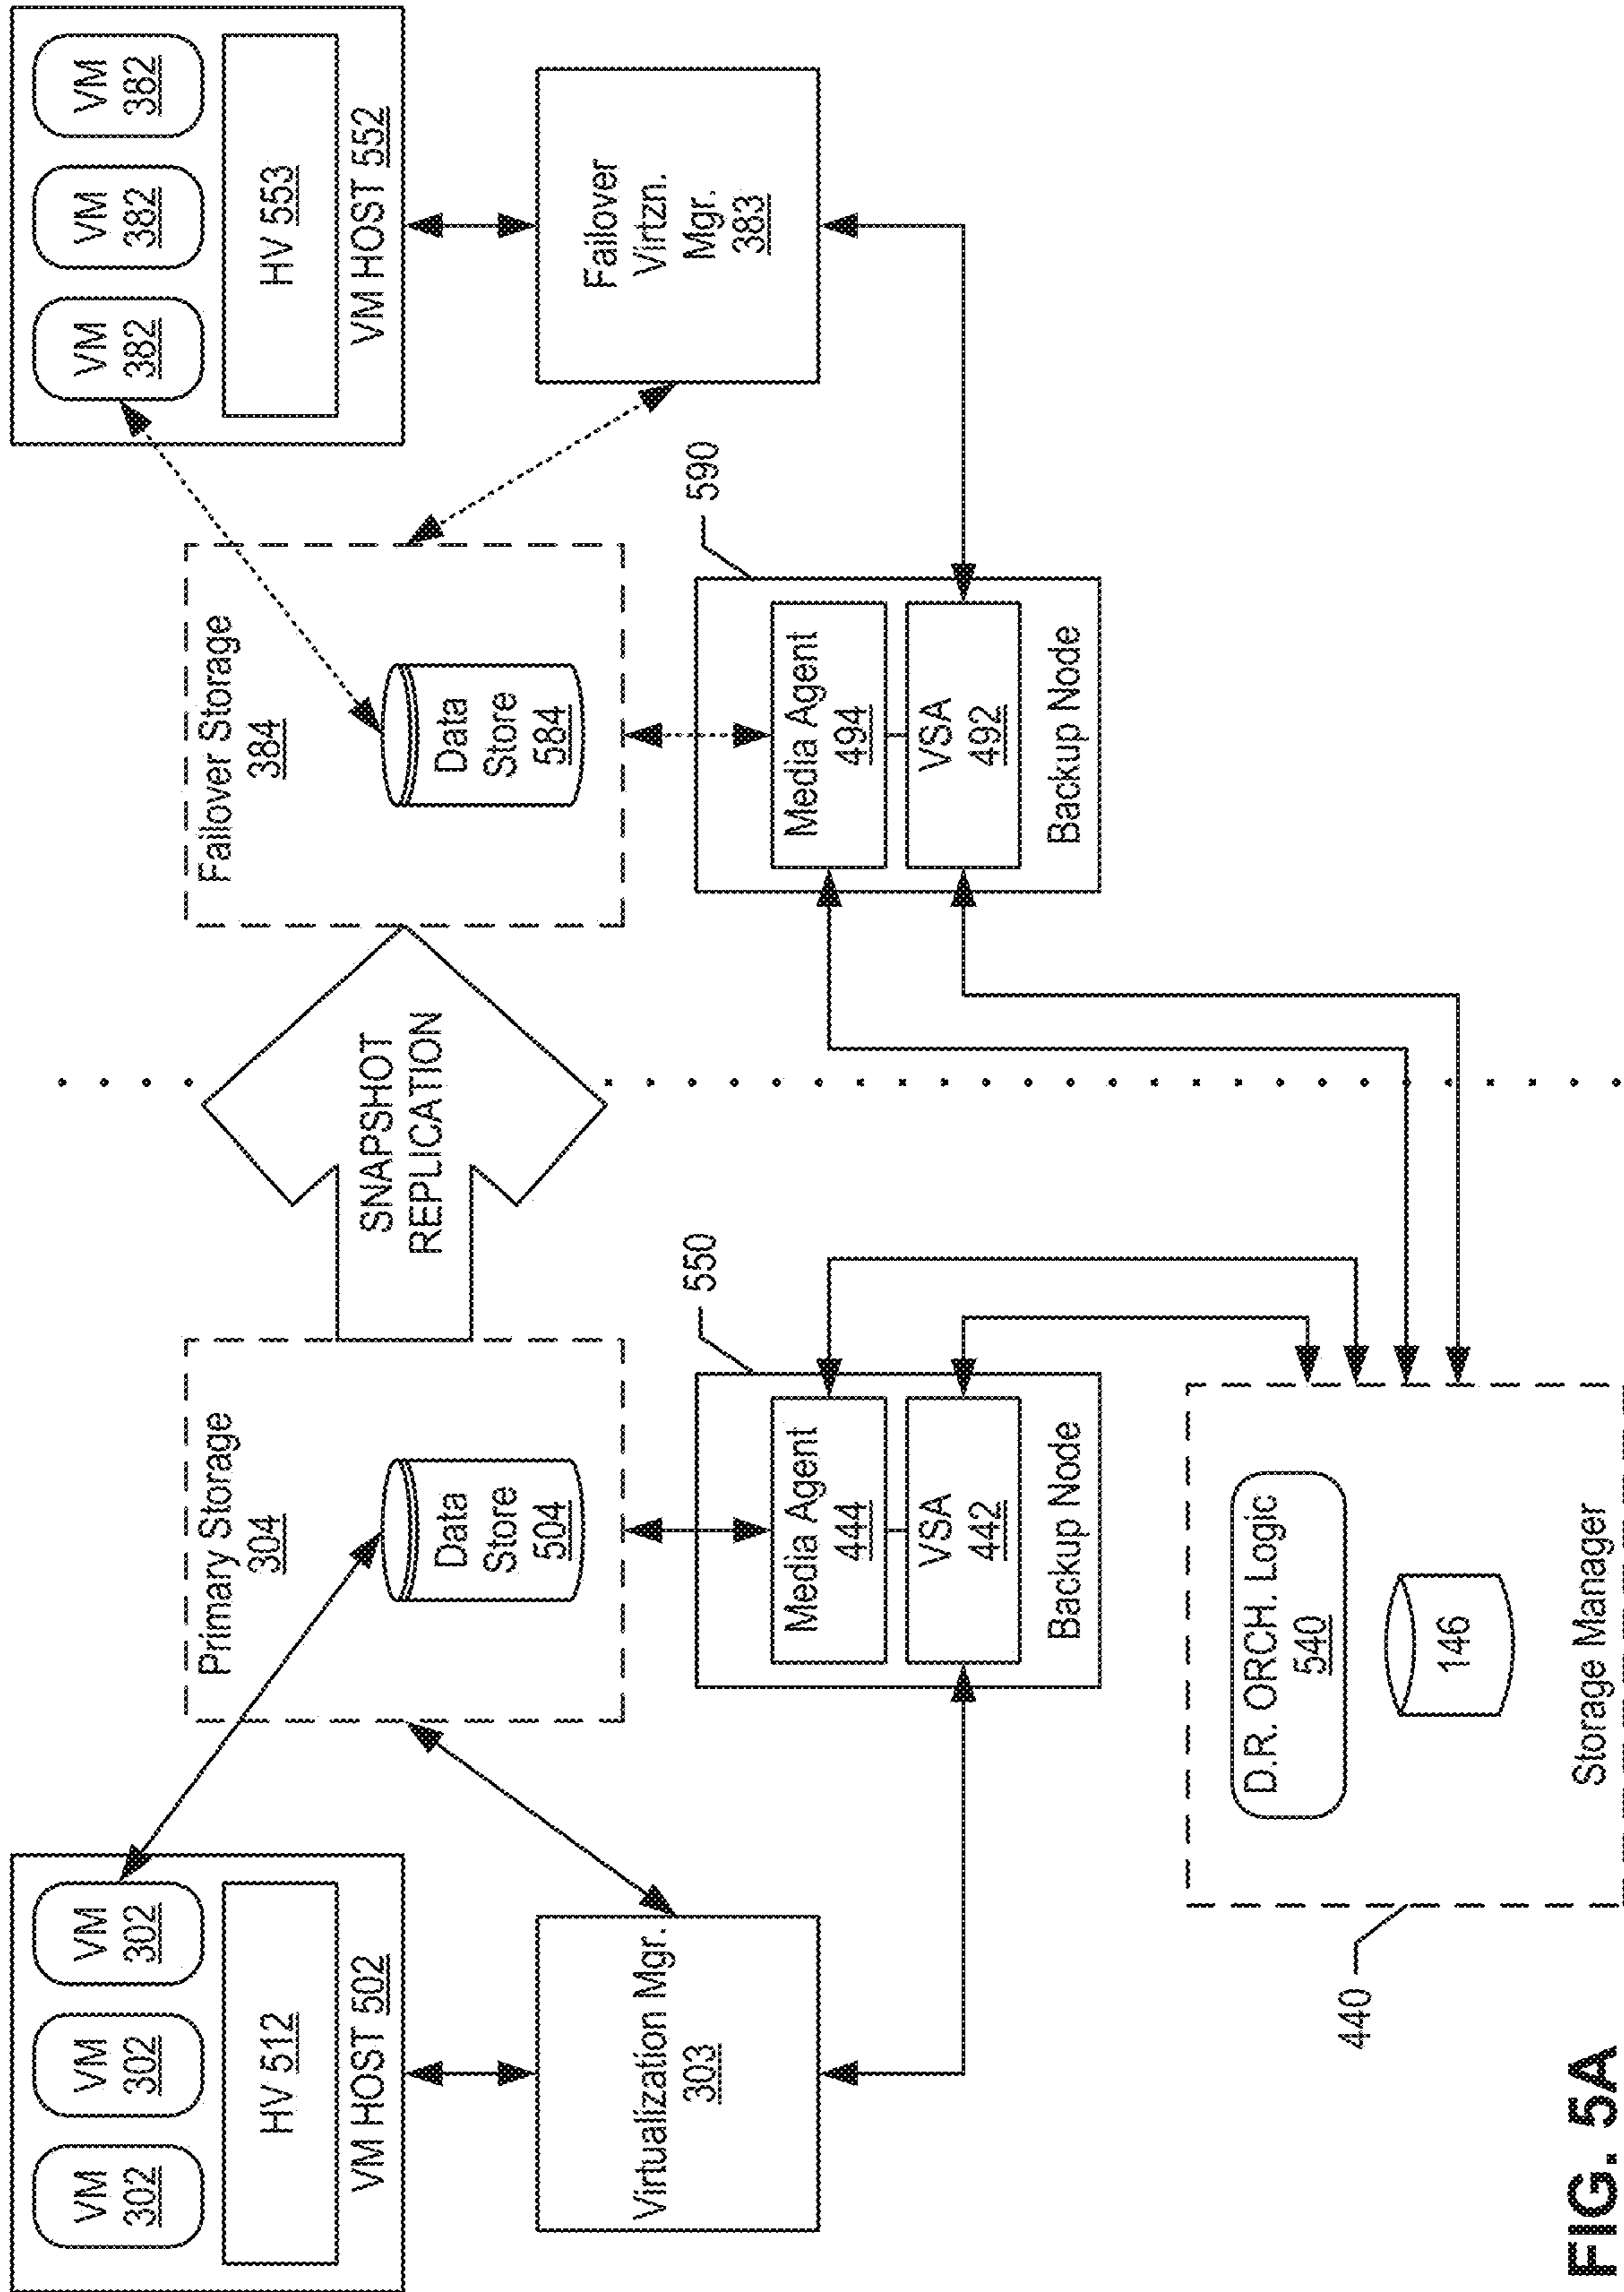 VM
302
VM
302
VM
302
HV 512
VM HOST 502
Virtualization Mgr.
303
Primary Storage
304
Data
Store
504
550
Media Agent
444
VSA
442
Backup Node
440
D.R. ORCH. Logic
540
146
Storage Manager
SNAPSHOT
REPLICATION
Failover Storage
384
Data
Store
584
590
Media Agent
494
VSA
492
Backup Node
VM
382
VM
382
VM
382
HV 553
VM HOST 552
Failover
Virtzn.
Mgr.
383
FIG. 5A